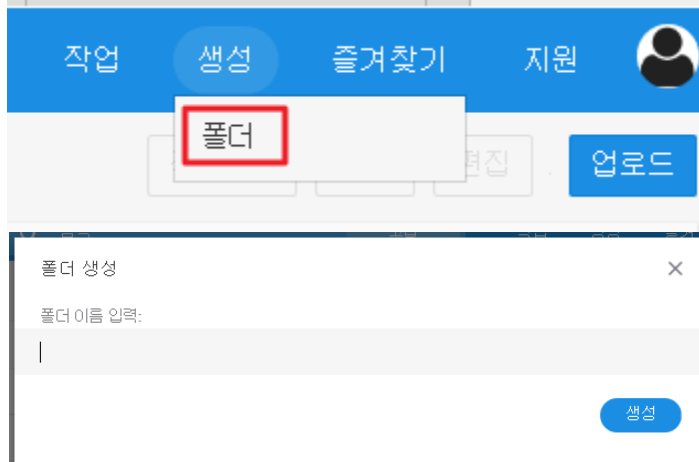 작업 생성 즐겨찾기 지원
폴더
편집 . 업로드
폴더 생성 ×
폴더 이름 입력:
생성